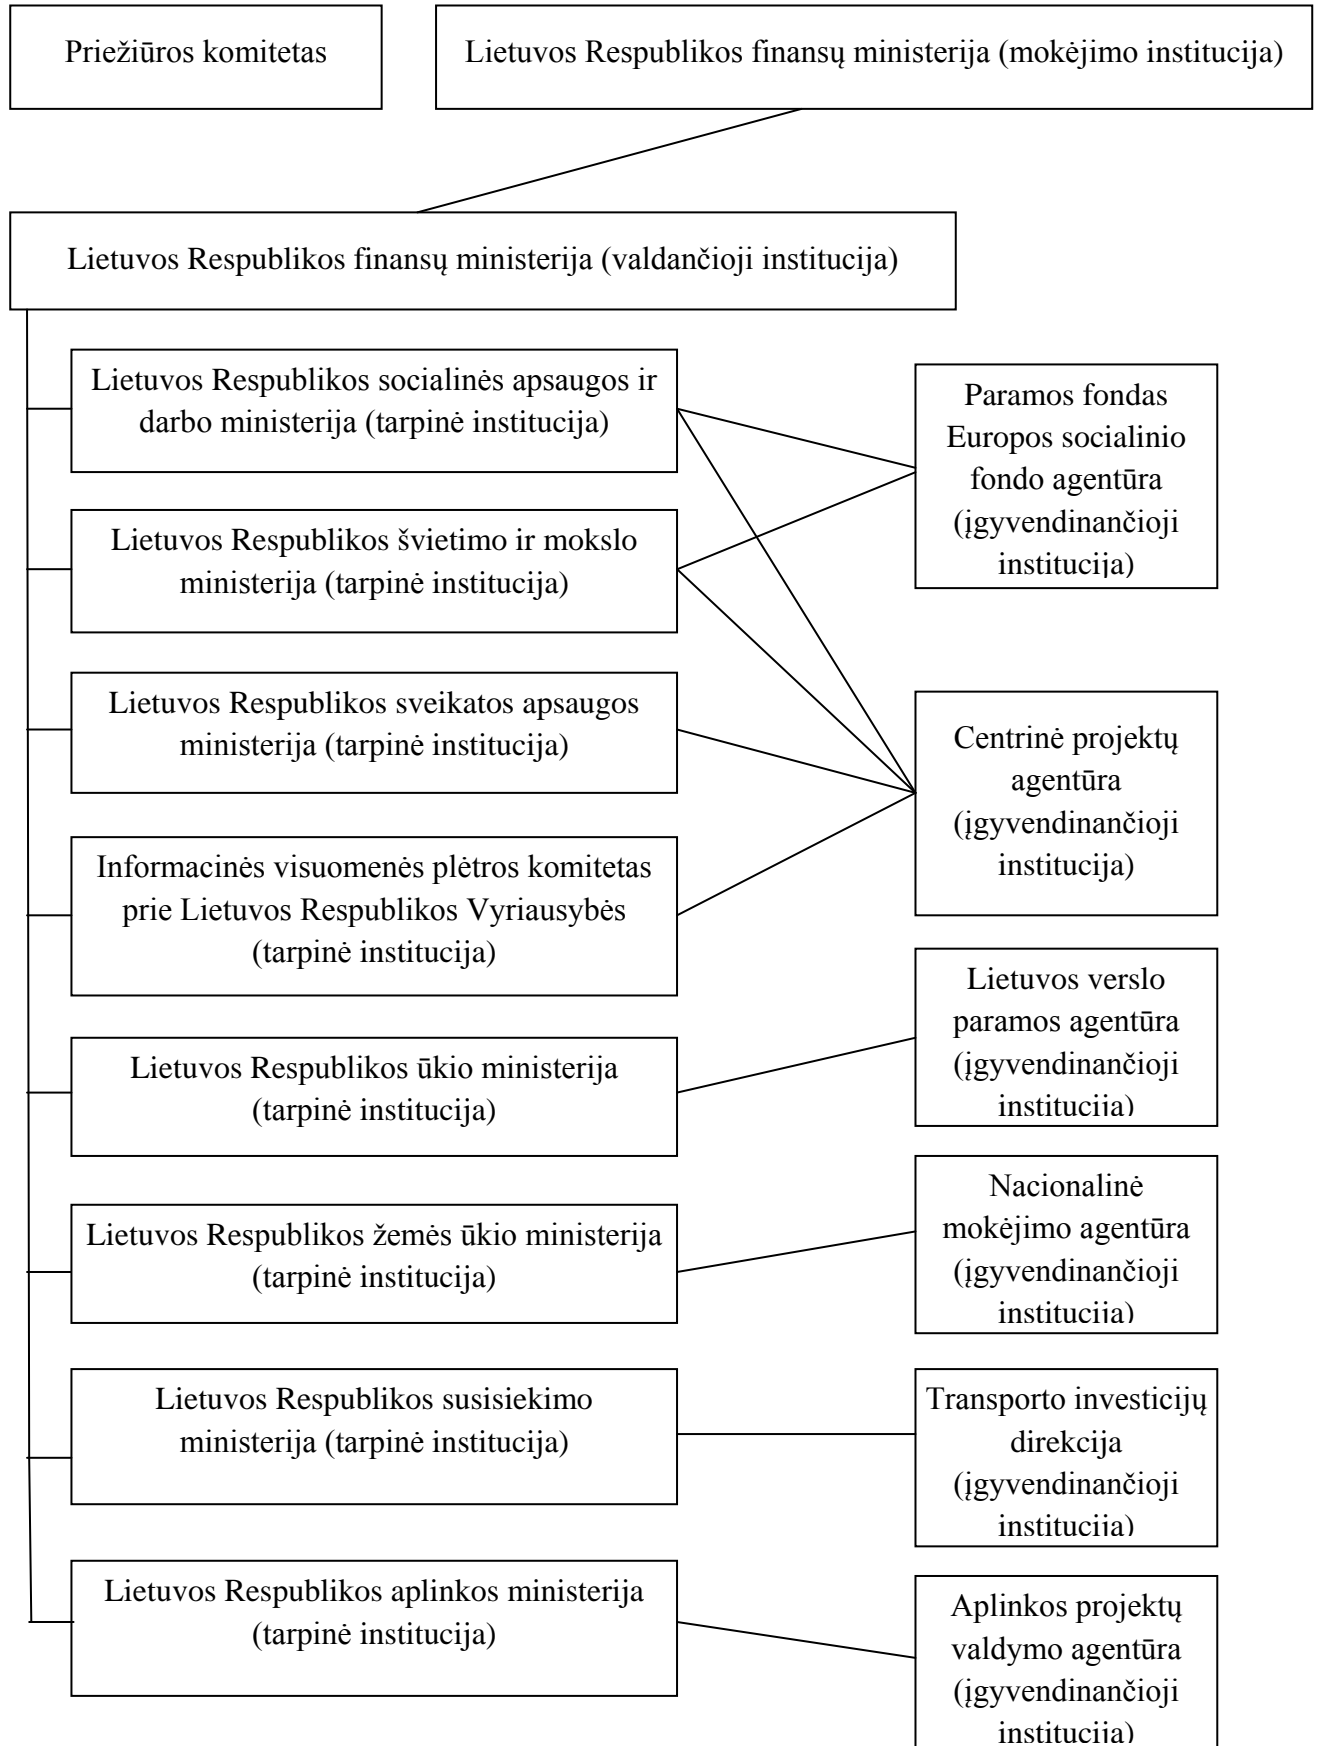 Priežiūros komitetas
Lietuvos Respublikos finansų ministerija (mokėjimo institucija)
Lietuvos Respublikos finansų ministerija (valdančioji institucija)
Lietuvos Respublikos socialinės apsaugos ir
darbo ministerija (tarpinė institucija)
Lietuvos Respublikos švietimo ir mokslo
ministerija (tarpinė institucija)
Lietuvos Respublikos sveikatos apsaugos
ministerija (tarpinė institucija)
Informacinės visuomenės plėtros komitetas
prie Lietuvos Respublikos Vyriausybės
(tarpinė institucija)
Lietuvos Respublikos ūkio ministerija
(tarpinė institucija)
Lietuvos Respublikos žemės ūkio ministerija
(tarpinė institucija)
Lietuvos Respublikos susisiekimo
ministerija (tarpinė institucija)
Lietuvos Respublikos aplinkos ministerija
(tarpinė institucija)
Paramos fondas
Europos socialinio
fondo agentūra
(įgyvendinančioji
institucija)
Centrinė projektų
agentūra
(įgyvendinančioji
institucija)
Lietuvos verslo
paramos agentūra
(įgyvendinančioji
institucija)
Nacionalinė
mokėjimo agentūra
(įgyvendinančioji
institucija)
Transporto investicijų
direkcija
(įgyvendinančioji
institucija)
Aplinkos projektų
valdymo agentūra
(įgyvendinančioji
institucija)